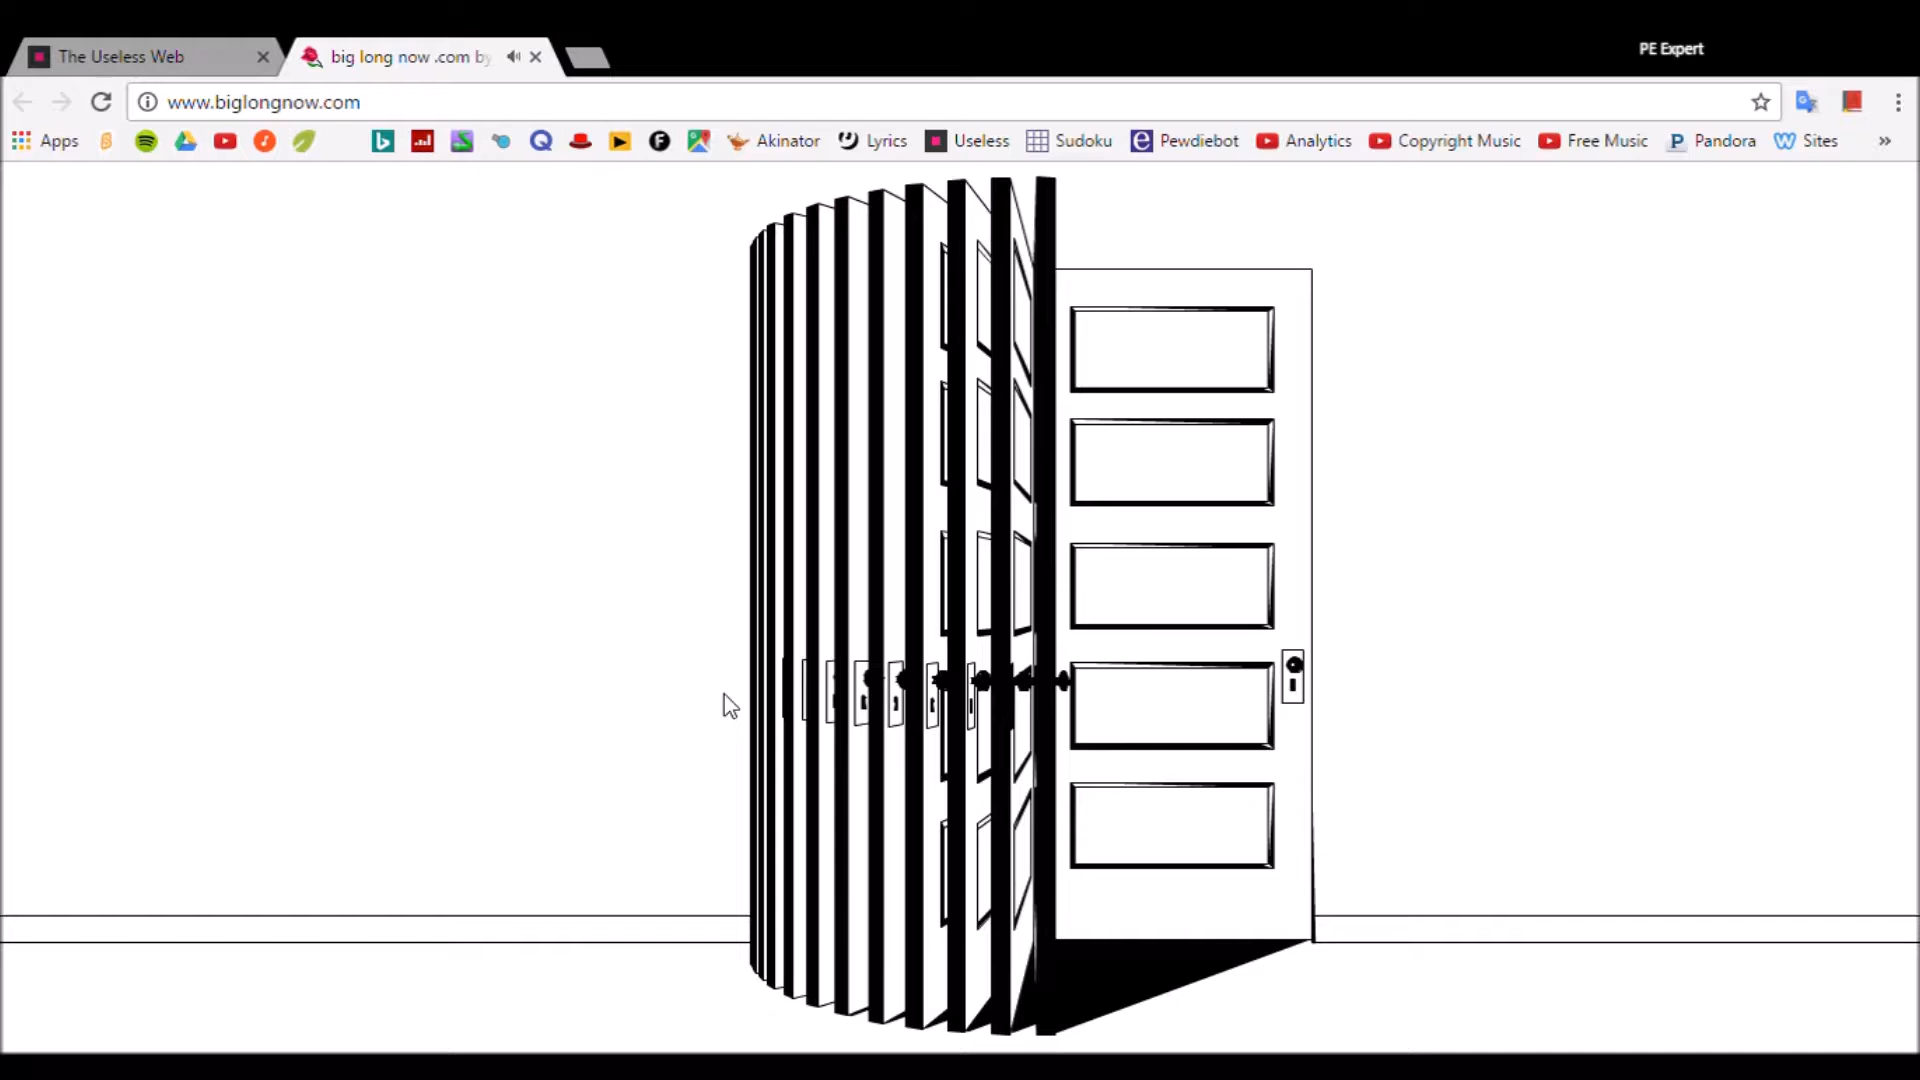 PE Expert
The Useless Web
big long now .com by
www.biglongnow.com
Apps Akinator Lyrics Useless Sudoku Pewdiebot Analytics Copyright Music Free Music Pandora Sites »